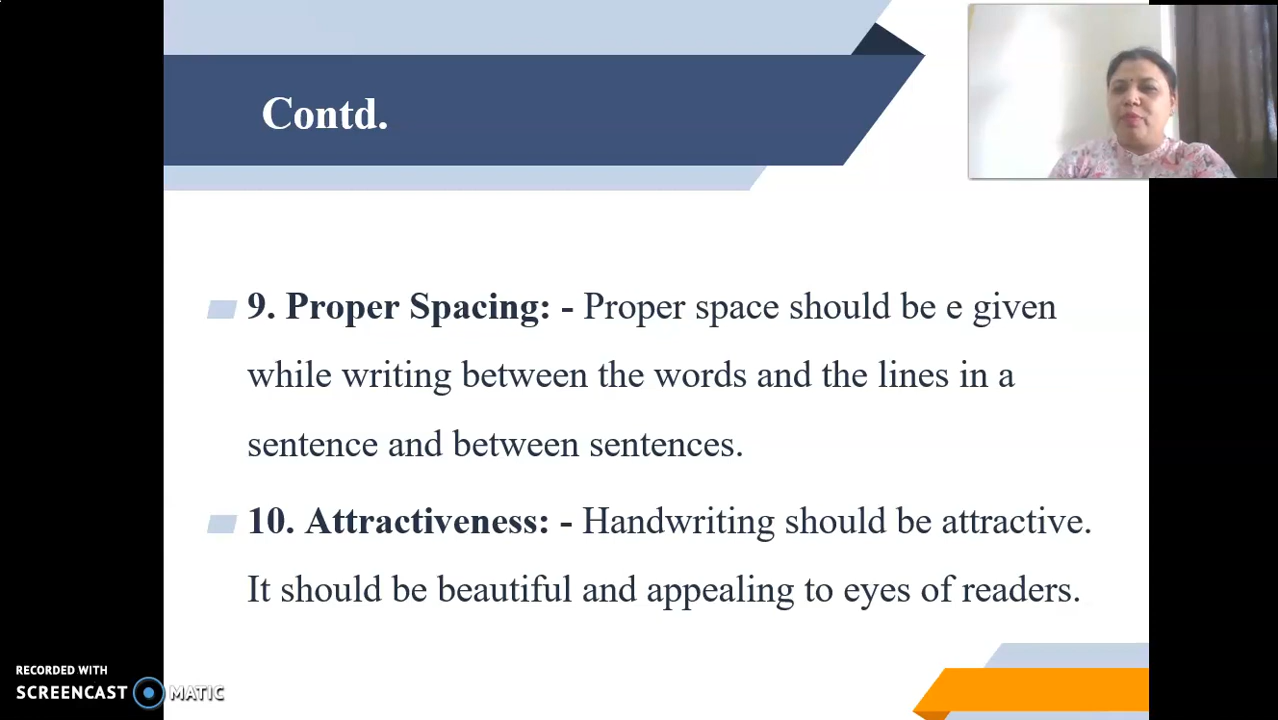 Contd.
9. Proper Spacing: - Proper space should be e given
while writing between the words and the lines in a
sentence and between sentences.
10. Attractiveness: - Handwriting should be attractive.
It should be beautiful and appealing to eyes of readers.
RECORDED WITH
SCREENCAST MATIC